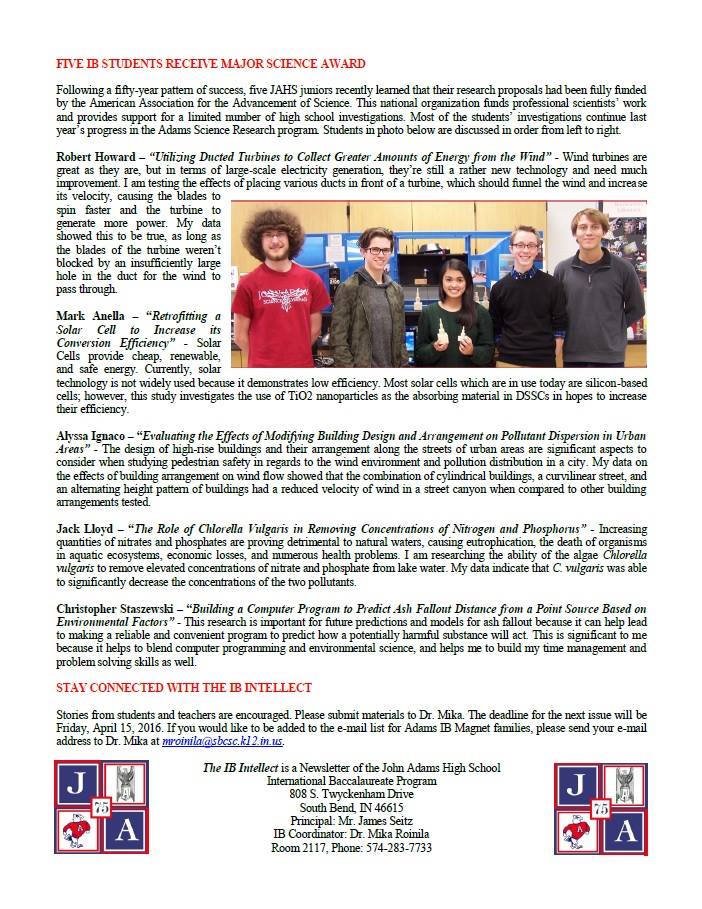 FIVE IB STUDENTS RECEIVE MAJOR SCIENCE AWARD
Following a fifty-year pattern of success, five JAHS juniors recently learned that their research proposals had been fully funded
by the American Association for the Advancement of Science. This national organization funds professional scientists' work
and provides support for a limited number of high school investigations. Most of the students' investigations continue last
year's progress in the Adams Science Research program. Students in photo below are discussed in order from left to right.
Robert Howard – "Utilizing Ducted Turbines to Collect Greater Amounts of Energy from the Wind" - Wind turbines are
great as they are, but in terms of large-scale electricity generation, they're still a rather new technology and need much
improvement. I am testing the effects of placing various ducts in front of a turbine, which should funnel the wind and increase
its velocity, causing the blades to
spin faster and the turbine to
generate more power. My data
showed this to be true, as long as
the blades of the turbine weren't
blocked by an insufficiently large
hole in the duct for the wind to
pass through.
Mark Anella – "Retrofitting a
Solar Cell to Increase its
Conversion Efficiency" - Solar
Cells provide cheap, renewable,
and safe energy. Currently, solar
technology is not widely used because it demonstrates low efficiency. Most solar cells which are in use today are silicon-based
cells; however, this study investigates the use of TiO2 nanoparticles as the absorbing material in DSSCs in hopes to increase
their efficiency.
Alyssa Ignaco – "Evaluating the Effects of Modifying Building Design and Arrangement on Pollutant Dispersion in Urban
Areas" - The design of high-rise buildings and their arrangement along the streets of urban areas are significant aspects to
consider when studying pedestrian safety in regards to the wind environment and pollution distribution in a city. My data on
the effects of building arrangement on wind flow showed that the combination of cylindrical buildings, a curvilinear street, and
an alternating height pattern of buildings had a reduced velocity of wind in a street canyon when compared to other building
arrangements tested.
Jack Lloyd – "The Role of Chlorella Vulgaris in Removing Concentrations of Nitrogen and Phosphorus" - Increasing
quantities of nitrates and phosphates are proving detrimental to natural waters, causing eutrophication, the death of organisms
in aquatic ecosystems, economic losses, and numerous health problems. I am researching the ability of the algae Chlorella
vulgaris to remove elevated concentrations of nitrate and phosphate from lake water. My data indicate that C. vulgaris was able
to significantly decrease the concentrations of the two pollutants.
Christopher Staszewski – "Building a Computer Program to Predict Ash Fallout Distance from a Point Source Based on
Environmental Factors" - This research is important for future predictions and models for ash fallout because it can help lead
to making a reliable and convenient program to predict how a potentially harmful substance will act. This is significant to me
because it helps to blend computer programming and environmental science, and helps me to build my time management and
problem solving skills as well.
STAY CONNECTED WITH THE IB INTELLECT
Stories from students and teachers are encouraged. Please submit materials to Dr. Mika. The deadline for the next issue will be
Friday, April 15, 2016. If you would like to be added to the e-mail list for Adams IB Magnet families, please send your e-mail
address to Dr. Mika at mroinila@sbcsc.k12.in.us.
The IB Intellect is a Newsletter of the John Adams High School
International Baccalaureate Program
808 S. Twyckenham Drive
South Bend, IN 46615
Principal: Mr. James Seitz
IB Coordinator: Dr. Mika Roinila
Room 2117, Phone: 574-283-7733
J
75
A
J
75
A